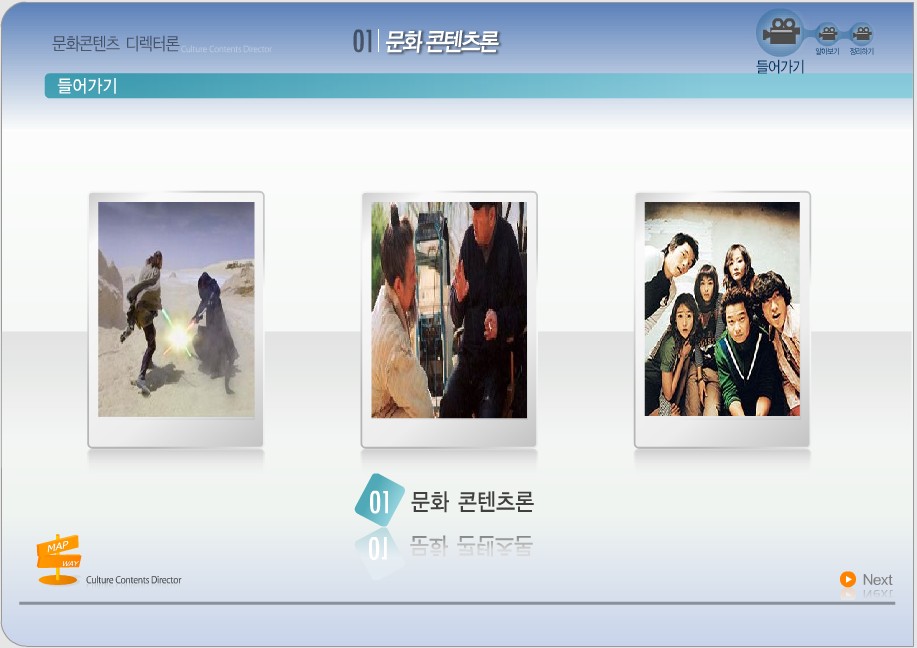 문화콘텐츠 디렉터론 Culture Contents Director
01 문화 콘텐츠론
들어가기
알아보기
정리하기
들어가기
01 문화 콘텐츠론
MAP
WAY
Culture Contents Director
Next